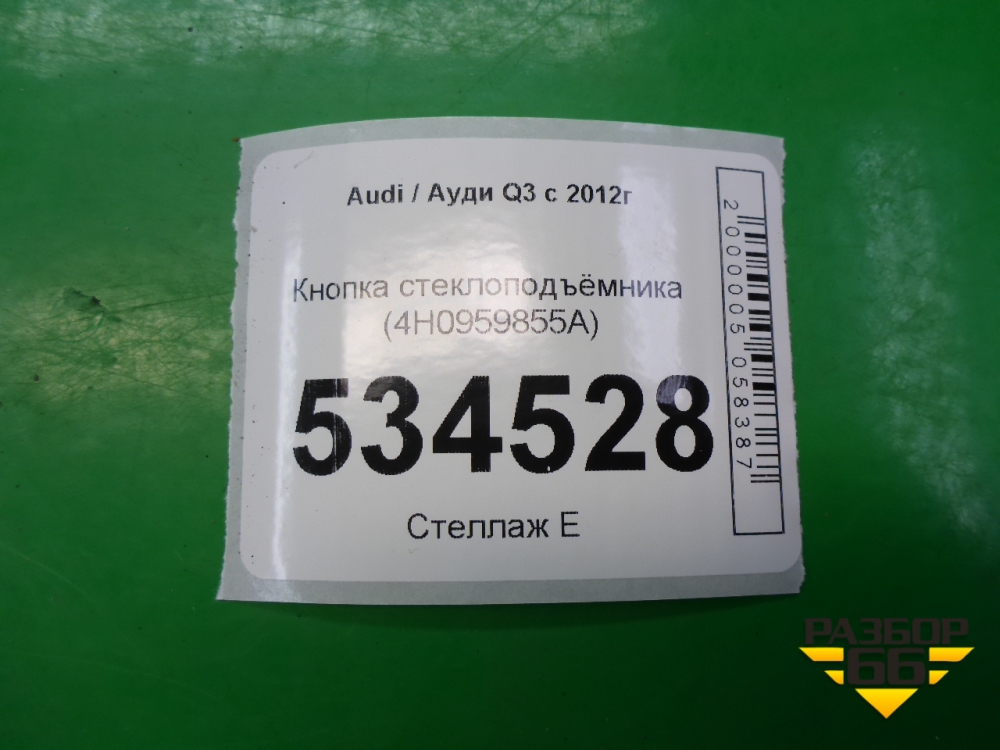 Audi / Ауди Q3 с 2012г
Кнопка стеклоподъёмника
(4H0959855A)
534528
Стеллаж Е
2000005058387
РАЗБОР
66